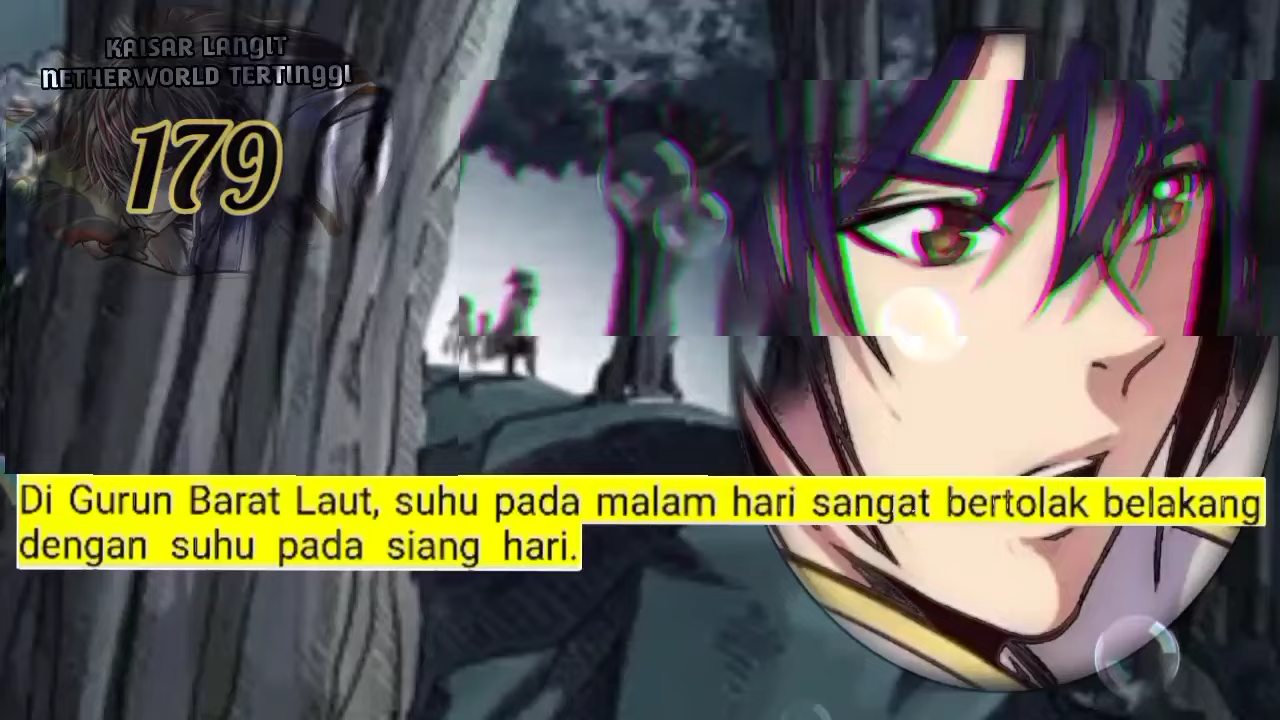 KAISAR LANGIT
NETHERWORLD TERTINGGI
179
Di Gurun Barat Laut, suhu pada malam hari sangat bertolak belakang
dengan suhu pada siang hari.